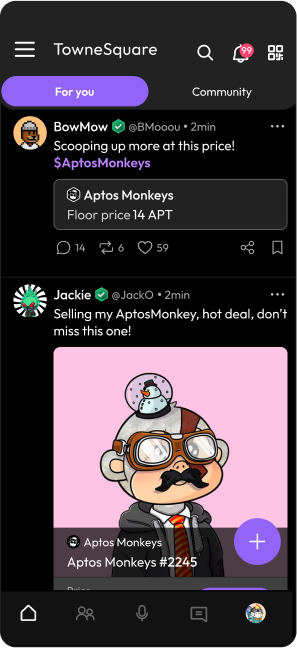 TowneSquare
99
For you
Community
BowMow @BMooou • 2min
Scooping up more at this price!
$AptosMonkeys
Aptos Monkeys
Floor price 14 APT
14 6 59
Jackie @JackO • 2min
Selling my AptosMonkey, hot deal, don't
miss this one!
Aptos Monkeys
Aptos Monkeys #2245
Price